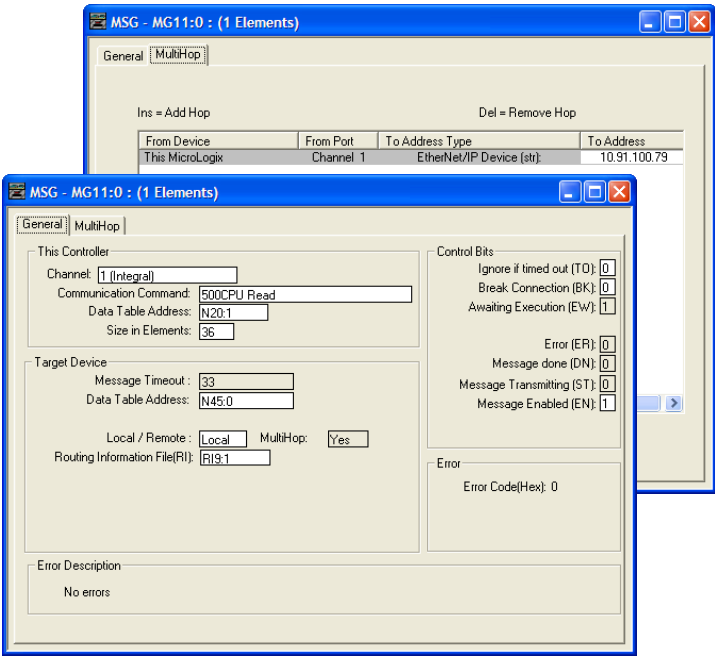 MSG - MG11:0 : (1 Elements)
General MultiHop
Ins = Add Hop Del = Remove Hop
From Device From Port To Address Type To Address
This MicroLogix Channel 1 EtherNet/IP Device (str): 10.91.100.79
MSG - MG11:0 : (1 Elements)
General MultiHop
This Controller
Channel: 1 (Integral)
Communication Command: 500CPU Read
Data Table Address: N20:1
Size in Elements: 36
Target Device
Message Timeout : 33
Data Table Address: N45:0
Local / Remote : Local MultiHop: Yes
Routing Information File(RI): RI9:1
Control Bits
Ignore if timed out (TO): 0
Break Connection (BK): 0
Awaiting Execution (EW): 1
Error (ER): 0
Message done (DN): 0
Message Transmitting (ST): 0
Message Enabled (EN): 1
Error
Error Code(Hex): 0
Error Description
No errors